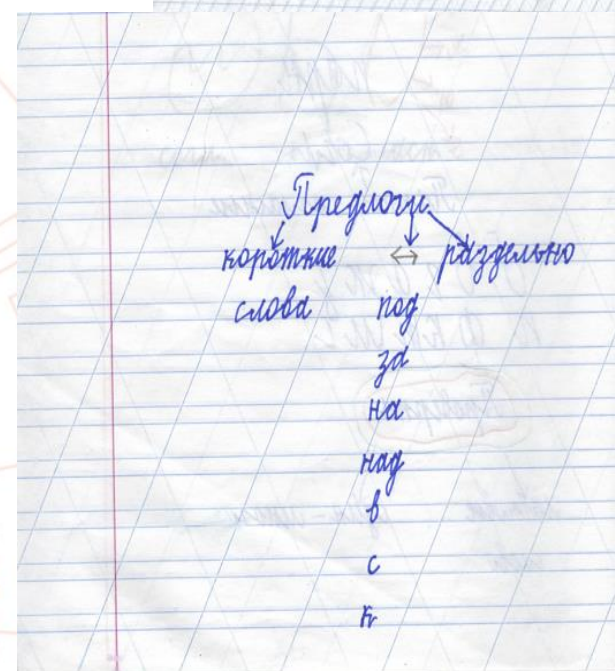 Предлоги
короткие ↔ раздельно
слова под
за
на
над
в
с
к